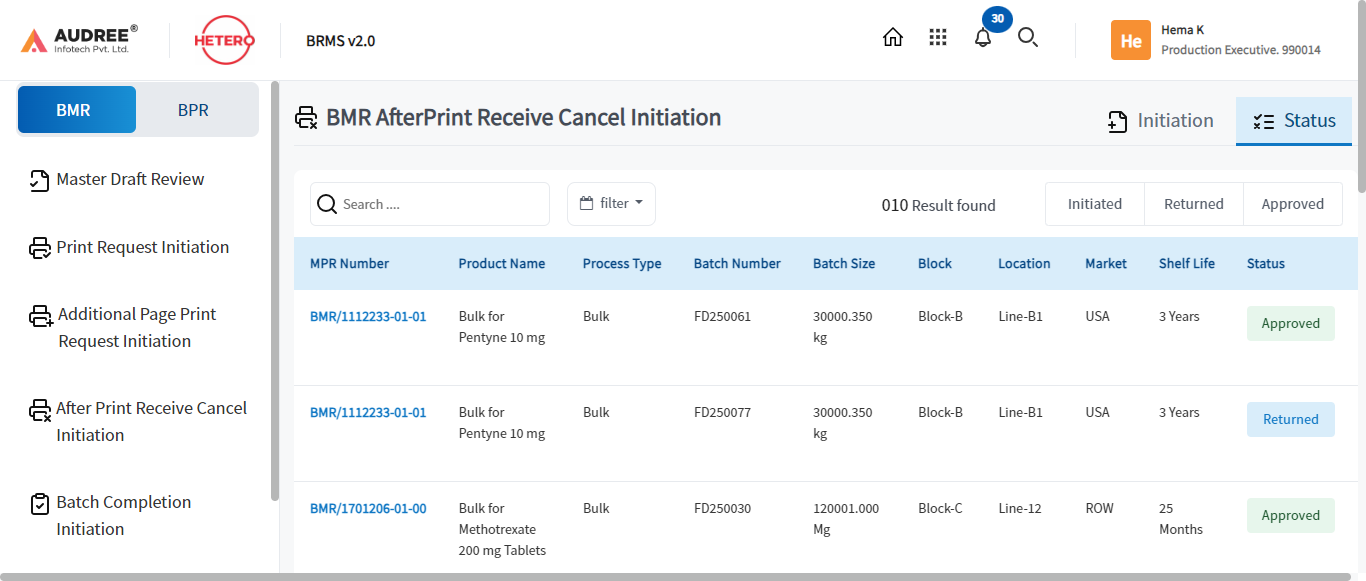 AUDREE®
Infotech Pvt. Ltd.
HETERO
BRMS v2.0
30
He
Hema K
Production Executive. 990014
BMR
BPR
Master Draft Review
Print Request Initiation
Additional Page Print
Request Initiation
After Print Receive Cancel
Initiation
Batch Completion
Initiation
BMR AfterPrint Receive Cancel Initiation
Initiation
Status
Search ....
filter
010 Result found
Initiated
Returned
Approved
MPR Number Product Name Process Type Batch Number Batch Size Block Location Market Shelf Life Status
BMR/1112233-01-01 Bulk for Bulk FD250061 30000.350 Block-B Line-B1 USA 3 Years Approved
Pentyne 10 mg kg
BMR/1112233-01-01 Bulk for Bulk FD250077 30000.350 Block-B Line-B1 USA 3 Years Returned
Pentyne 10 mg kg
BMR/1701206-01-00 Bulk for Bulk FD250030 120001.000 Block-C Line-12 ROW 25 Approved
Methotrexate Mg Months
200 mg Tablets